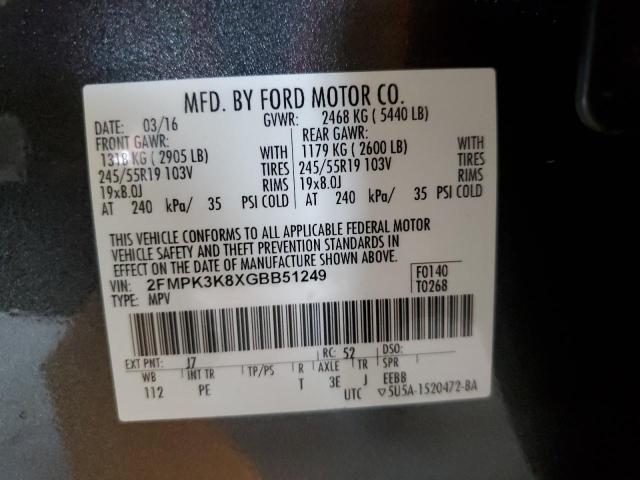 MFD. BY FORD MOTOR CO.
DATE: 03/16 GVWR: 2468 KG ( 5440 LB)
FRONT GAWR: REAR GAWR:
1318 KG ( 2905 LB) WITH 1179 KG ( 2600 LB) WITH
245/55R19 103V TIRES 245/55R19 103V TIRES
19x8.0J RIMS 19x8.0J RIMS
AT 240 kPa/ 35 PSI COLD AT 240 kPa/ 35 PSI COLD
THIS VEHICLE CONFORMS TO ALL APPLICABLE FEDERAL MOTOR
VEHICLE SAFETY AND THEFT PREVENTION STANDARDS IN
EFFECT ON THE DATE OF MANUFACTURE SHOWN ABOVE.
VIN: 2FMPK3K8XGBB51249 F0140
TYPE: MPV T0268
EXT PNT: J7 RC: 52 DSO:
WB INT TR TP/PS R AXLE TR SPR
112 PE T 3E J EEBB
UTC ▽5U5A-1520472-BA